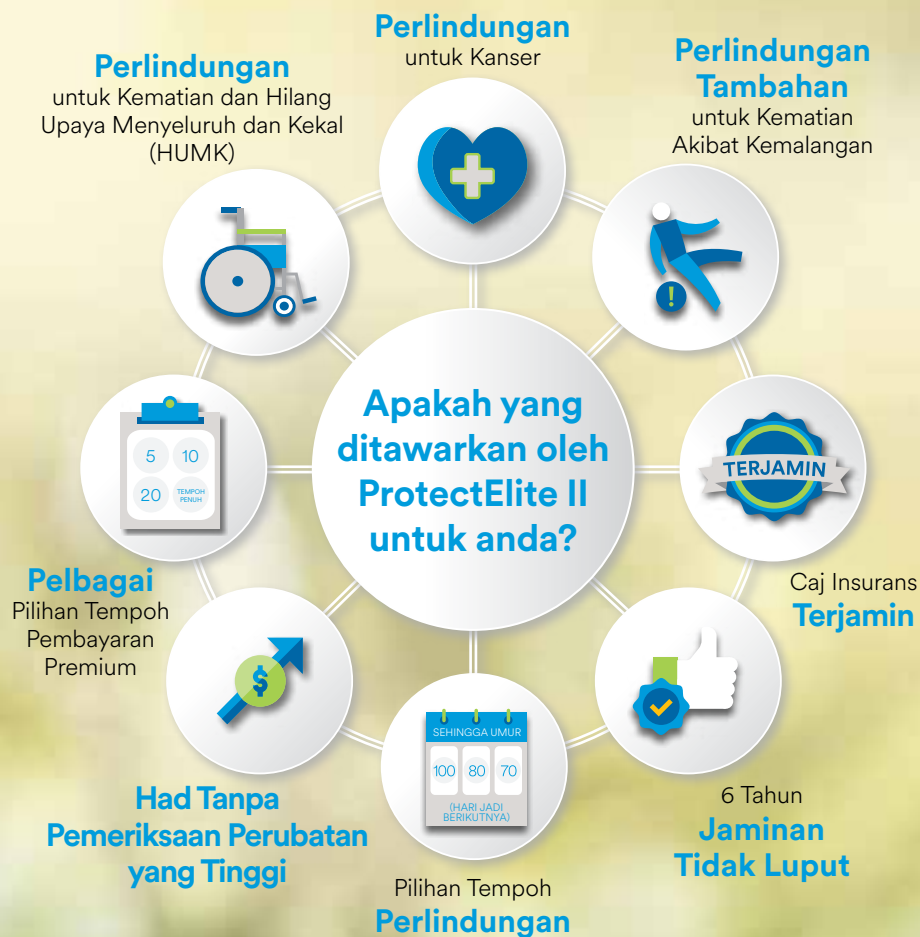 Perlindungan
untuk Kanser
Perlindungan
untuk Kematian dan Hilang
Upaya Menyeluruh dan Kekal
(HUMK)
Perlindungan
Tambahan
untuk Kematian
Akibat Kemalangan
!
Apakah yang
ditawarkan oleh
ProtectElite II
untuk anda?
5 10
20 TEMPOH
PENUH
TERJAMIN
Pelbagai
Pilihan Tempoh
Pembayaran
Premium
Caj Insurans
Terjamin
$
Had Tanpa
Pemeriksaan Perubatan
yang Tinggi
SEHINGGA UMUR
100 80 70
(HARI JADI
BERIKUTNYA)
Pilihan Tempoh
Perlindungan
6 Tahun
Jaminan
Tidak Luput